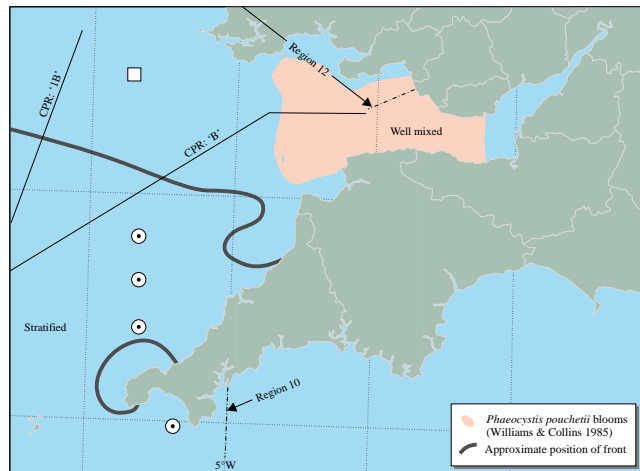 Region 12
CPR: '1B'
CPR: 'B'
Well mixed
Stratified
Region 10
5°W
Phaeocystis pouchetii blooms
(Williams & Collins 1985)
Approximate position of front